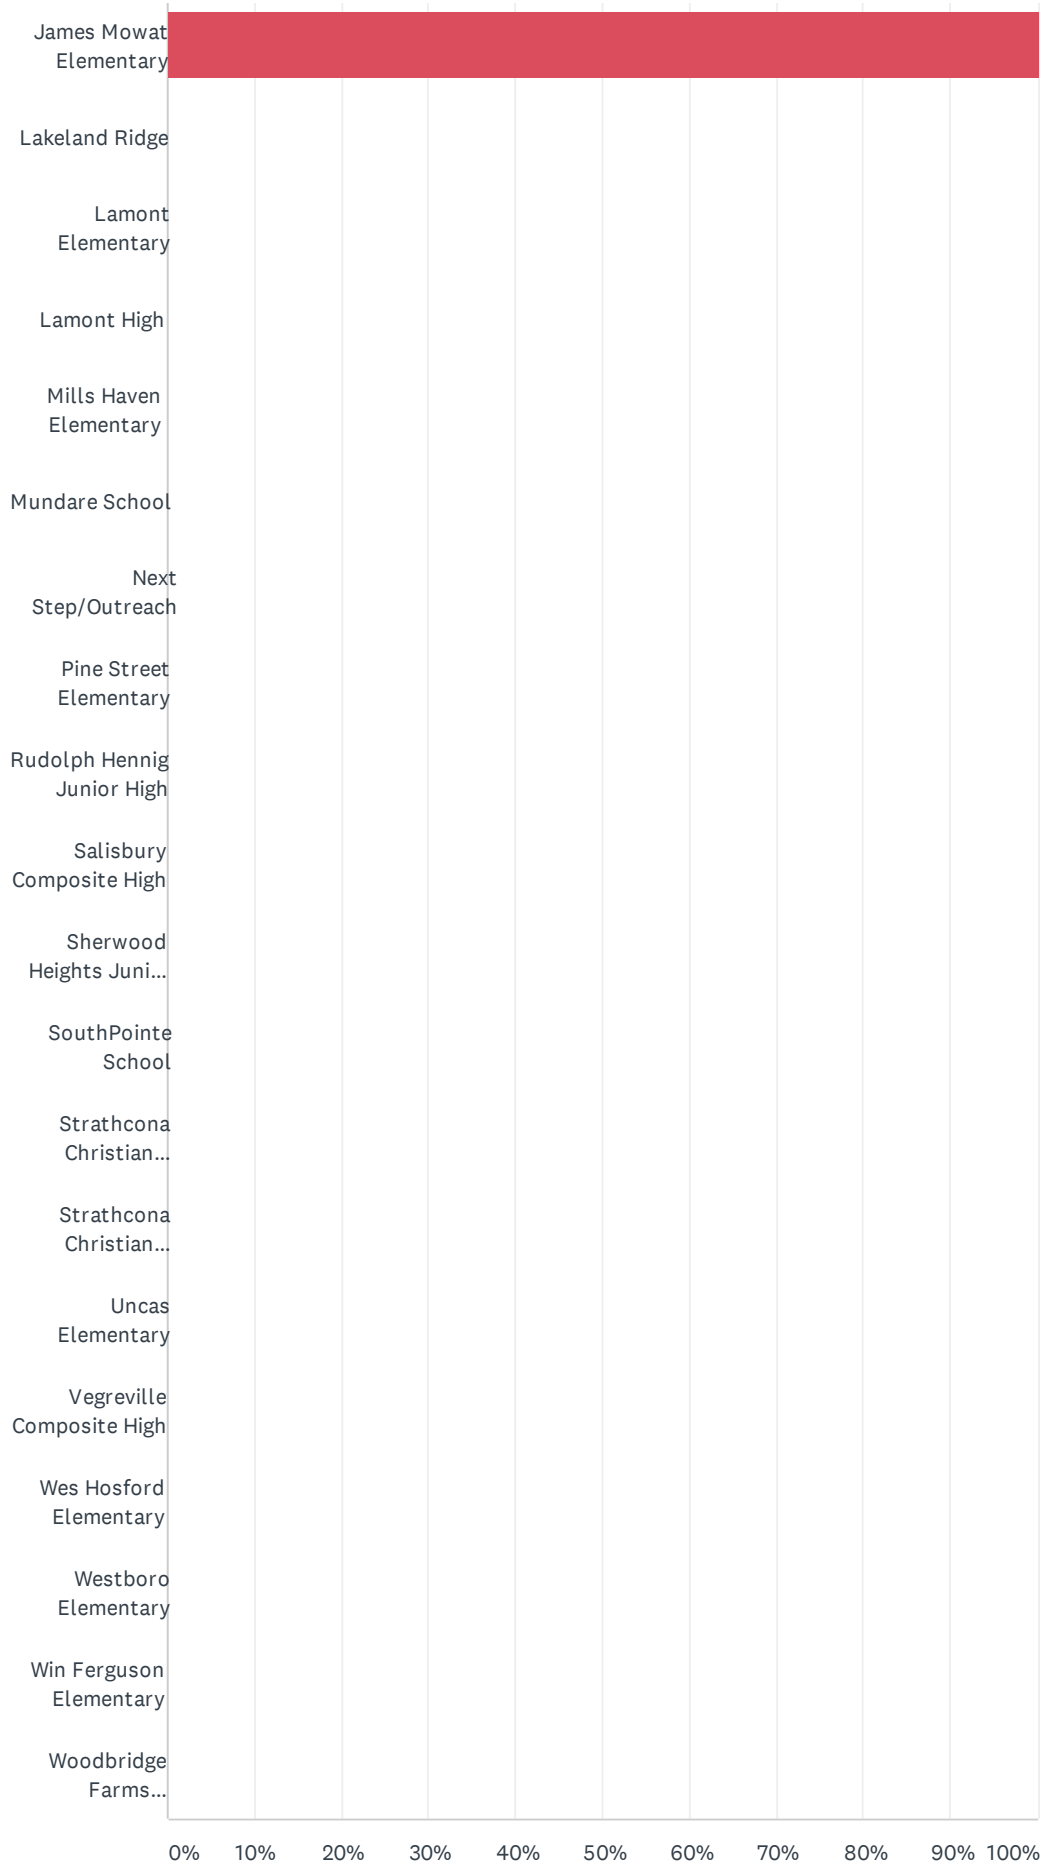 James Mowat
Elementary
Lakeland Ridge
Lamont
Elementary
Lamont High
Mills Haven
Elementary
Mundare School
Next
Step/Outreach
Pine Street
Elementary
Rudolph Hennig
Junior High
Salisbury
Composite High
Sherwood
Heights Juni...
SouthPointe
School
Strathcona
Christian...
Strathcona
Christian...
Uncas
Elementary
Vegreville
Composite High
Wes Hosford
Elementary
Westboro
Elementary
Win Ferguson
Elementary
Woodbridge
Farms...
0% 10% 20% 30% 40% 50% 60% 70% 80% 90% 100%